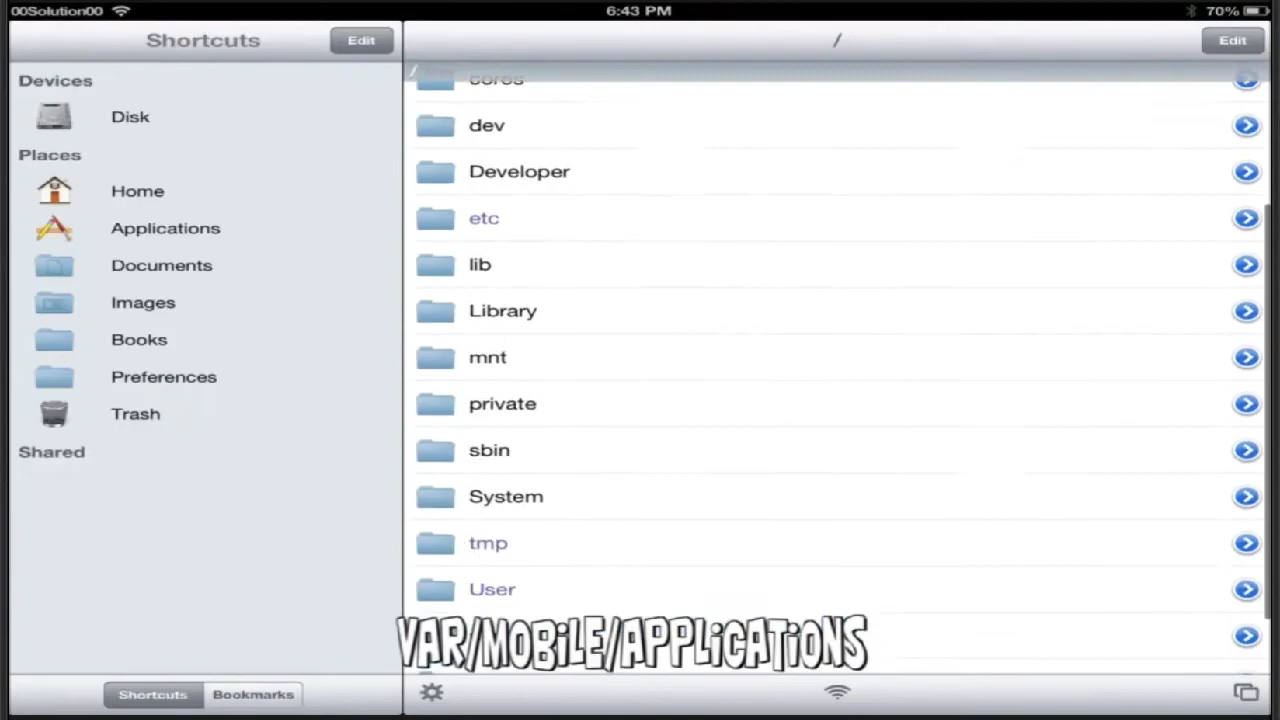 00Solution00 6:43 PM 70%
Shortcuts Edit / Edit
Devices
Disk
Places
Home
Applications
Documents
Images
Books
Preferences
Trash
Shared
/
cores
dev
Developer
etc
lib
Library
mnt
private
sbin
System
tmp
User
VAR/MOBILE/APPLICATIONS
Shortcuts Bookmarks